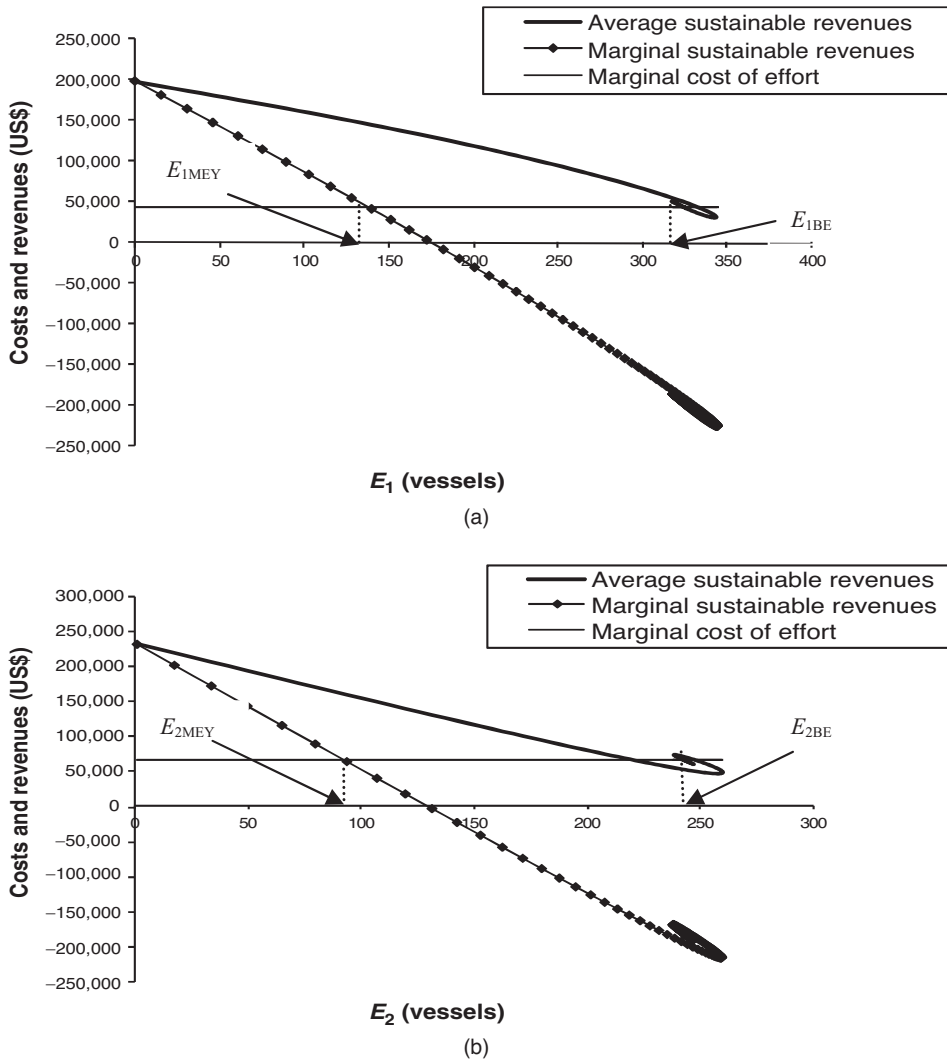 Average sustainable revenues
Marginal sustainable revenues
Marginal cost of effort
250,000
200,000
150,000
100,000
50,000
0
−50,000
−100,000
−150,000
−200,000
−250,000
Costs and revenues (US$)
E1MEY
E1BE
0 50 100 150 200 250 300 350 400
E1 (vessels)
(a)
Average sustainable revenues
Marginal sustainable revenues
Marginal cost of effort
300,000
250,000
200,000
150,000
100,000
50,000
0
−50,000
−100,000
−150,000
−200,000
−250,000
Costs and revenues (US$)
E2MEY
E2BE
0 50 100 150 200 250 300
E2 (vessels)
(b)